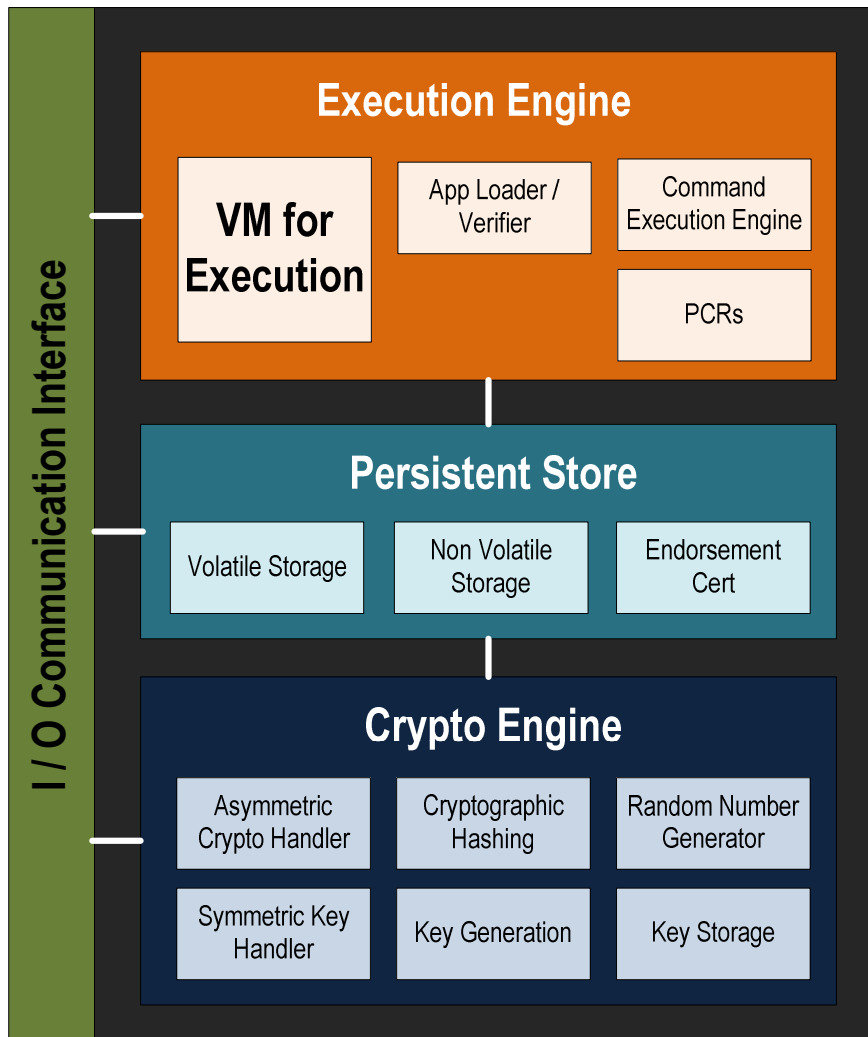 I / O Communication Interface
Execution Engine
VM for
Execution
App Loader /
Verifier
Command
Execution Engine
PCRs
Persistent Store
Volatile Storage
Non Volatile
Storage
Endorsement
Cert
Crypto Engine
Asymmetric
Crypto Handler
Cryptographic
Hashing
Random Number
Generator
Symmetric Key
Handler
Key Generation
Key Storage